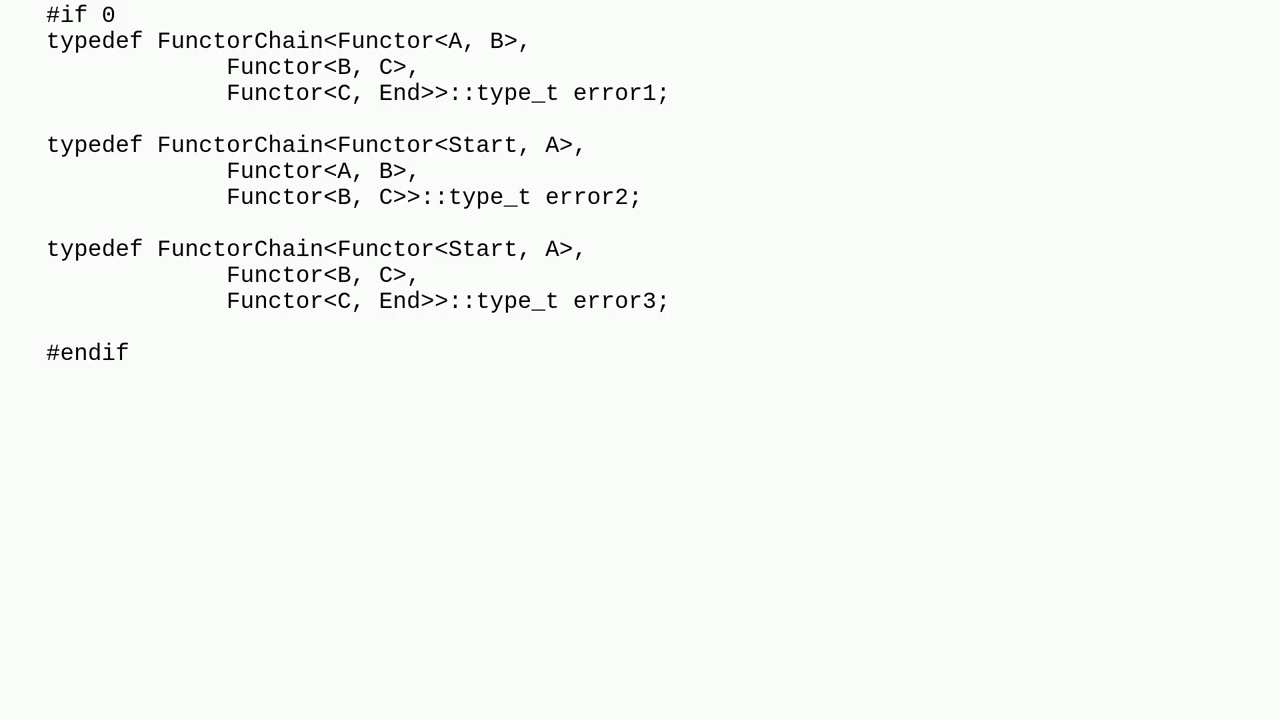 #if 0
typedef FunctorChain<Functor<A, B>,
             Functor<B, C>,
             Functor<C, End>>::type_t error1;

typedef FunctorChain<Functor<Start, A>,
             Functor<A, B>,
             Functor<B, C>>::type_t error2;

typedef FunctorChain<Functor<Start, A>,
             Functor<B, C>,
             Functor<C, End>>::type_t error3;

#endif